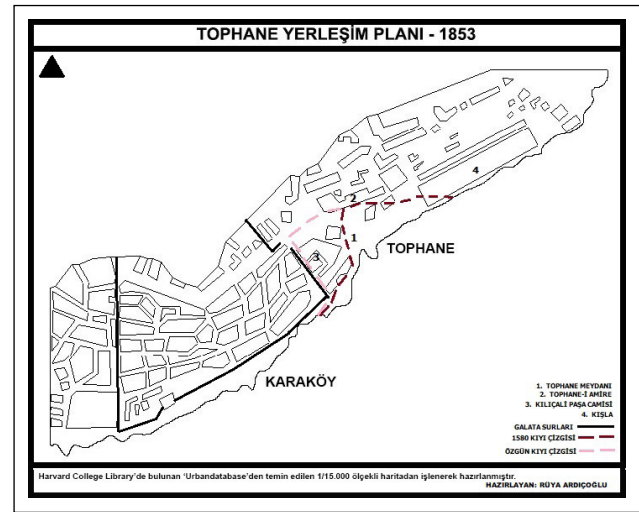 TOPHANE YERLEŞİM PLANI - 1853
4
2
1
TOPHANE
3
KARAKÖY
1. TOPHANE MEYDANI
2. TOPHANE-İ AMİRE
3. KILIÇALİ PAŞA CAMİSİ
4. KIŞLA
GALATA SURLARI
1580 KIYI ÇİZGİSİ
ÖZGÜN KIYI ÇİZGİSİ
Harvard College Library'de bulunan 'Urbandatabase'den temin edilen 1/15.000 ölçekli haritadan işlenerek hazırlanmıştır.
HAZIRLAYAN: RÜYA ARDIÇOĞLU